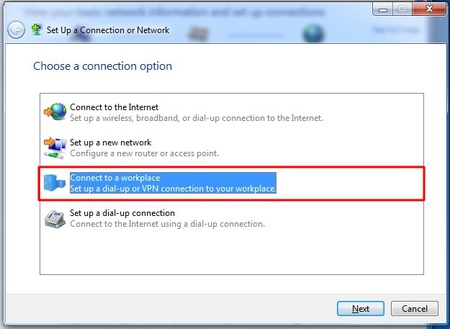 View your basic network information and set up connections
See full map
Set Up a Connection or Network
Choose a connection option
Connect to the Internet
Set up a wireless, broadband, or dial-up connection to the Internet.
Set up a new network
Configure a new router or access point.
Connect to a workplace
Set up a dial-up or VPN connection to your workplace.
Set up a dial-up connection
Connect to the Internet using a dial-up connection.
Next
Cancel